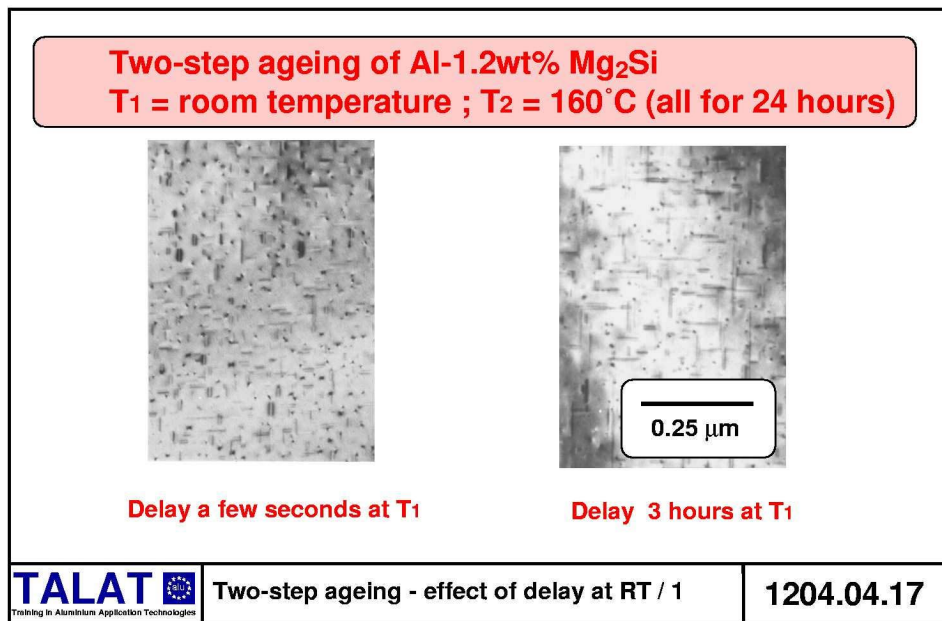 Two-step ageing of Al-1.2wt% Mg₂Si
T₁ = room temperature ; T₂ = 160°C (all for 24 hours)
0.25 μm
Delay a few seconds at T₁
Delay 3 hours at T₁
TALAT alu
Training in Aluminium Application Technologies
Two-step ageing - effect of delay at RT / 1
1204.04.17